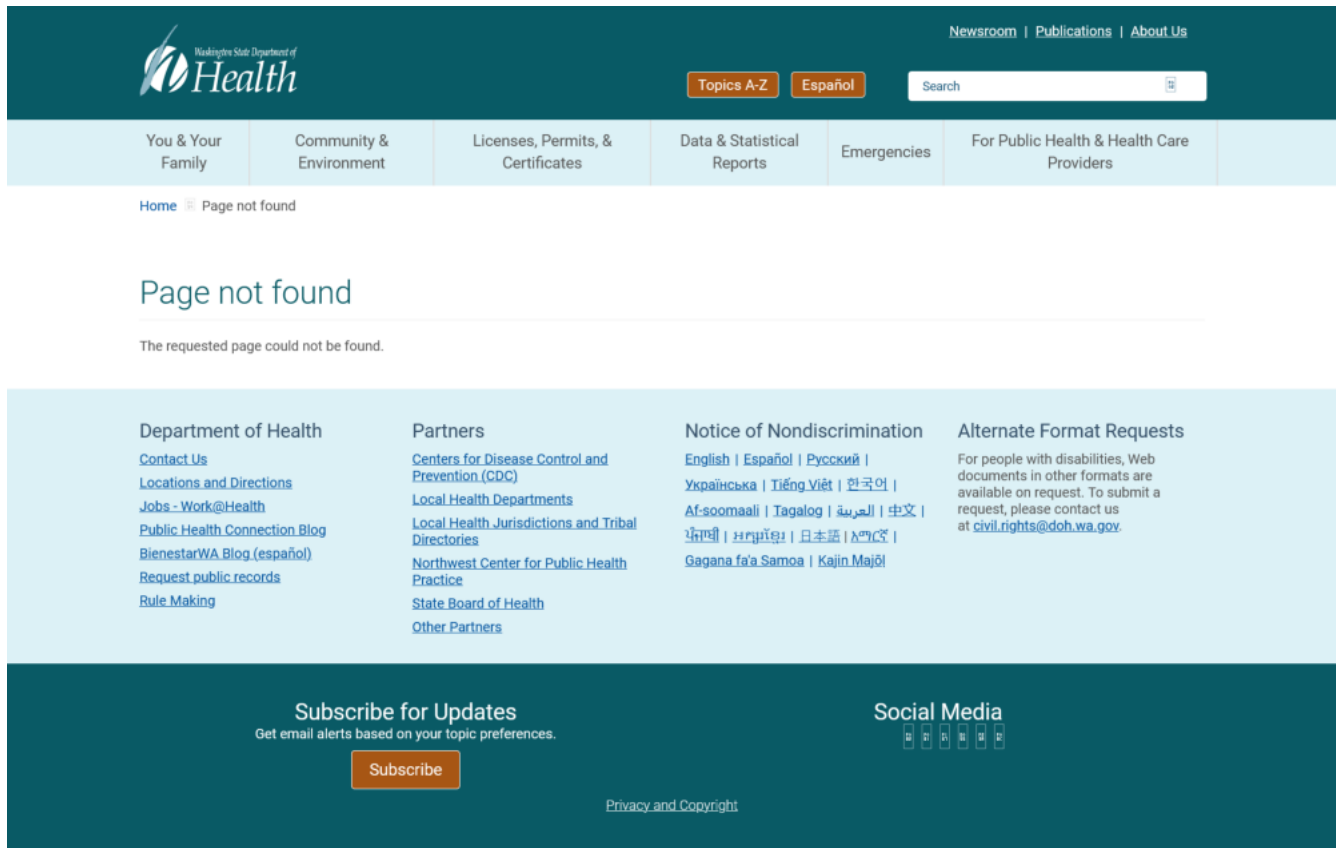 Newsroom | Publications | About Us
Washington State Department of
Health
Topics A-Z
Español
Search
You & Your
Family
Community &
Environment
Licenses, Permits, &
Certificates
Data & Statistical
Reports
Emergencies
For Public Health & Health Care
Providers
Home Page not found
Page not found
The requested page could not be found.
Department of Health
Contact Us
Locations and Directions
Jobs - Work@Health
Public Health Connection Blog
BienestarWA Blog (español)
Request public records
Rule Making
Partners
Centers for Disease Control and
Prevention (CDC)
Local Health Departments
Local Health Jurisdictions and Tribal
Directories
Northwest Center for Public Health
Practice
State Board of Health
Other Partners
Notice of Nondiscrimination
English | Español | Русский |
Українська | Tiếng Việt | 한국어 |
Af-soomaali | Tagalog | العربية | 中文 |
ਪੰਜਾਬੀ | អក្សរខ្មែរ | 日本語 | አማርኛ |
Gagana fa'a Samoa | Kajin Majōl
Alternate Format Requests
For people with disabilities, Web
documents in other formats are
available on request. To submit a
request, please contact us
at civil.rights@doh.wa.gov.
Subscribe for Updates
Get email alerts based on your topic preferences.
Subscribe
Social Media
Privacy and Copyright